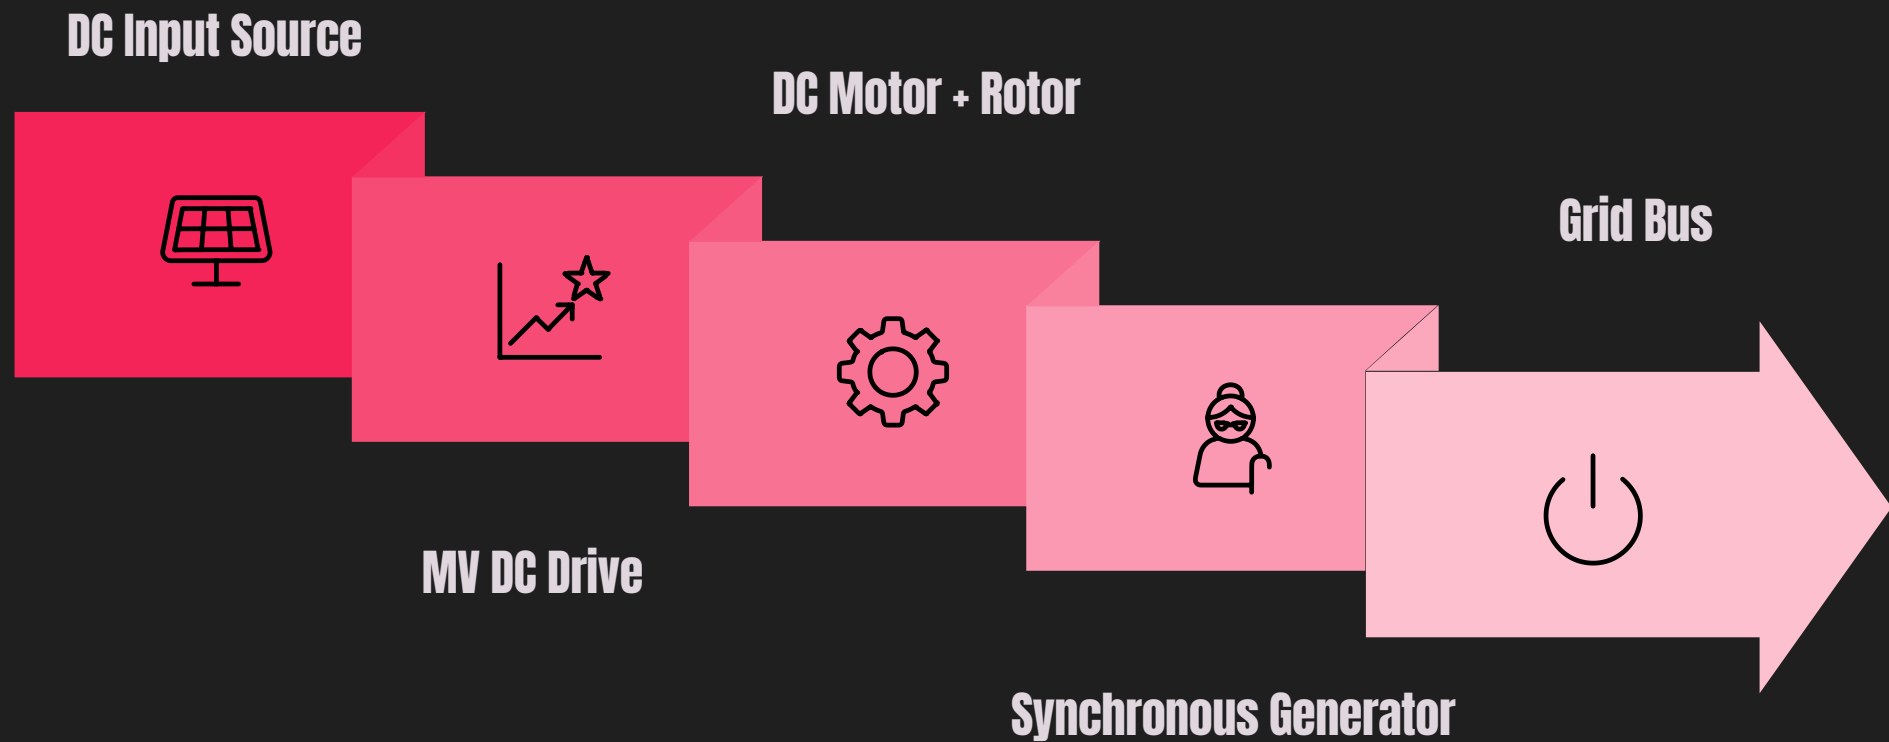 DC Input Source
MV DC Drive
DC Motor + Rotor
Synchronous Generator
Grid Bus